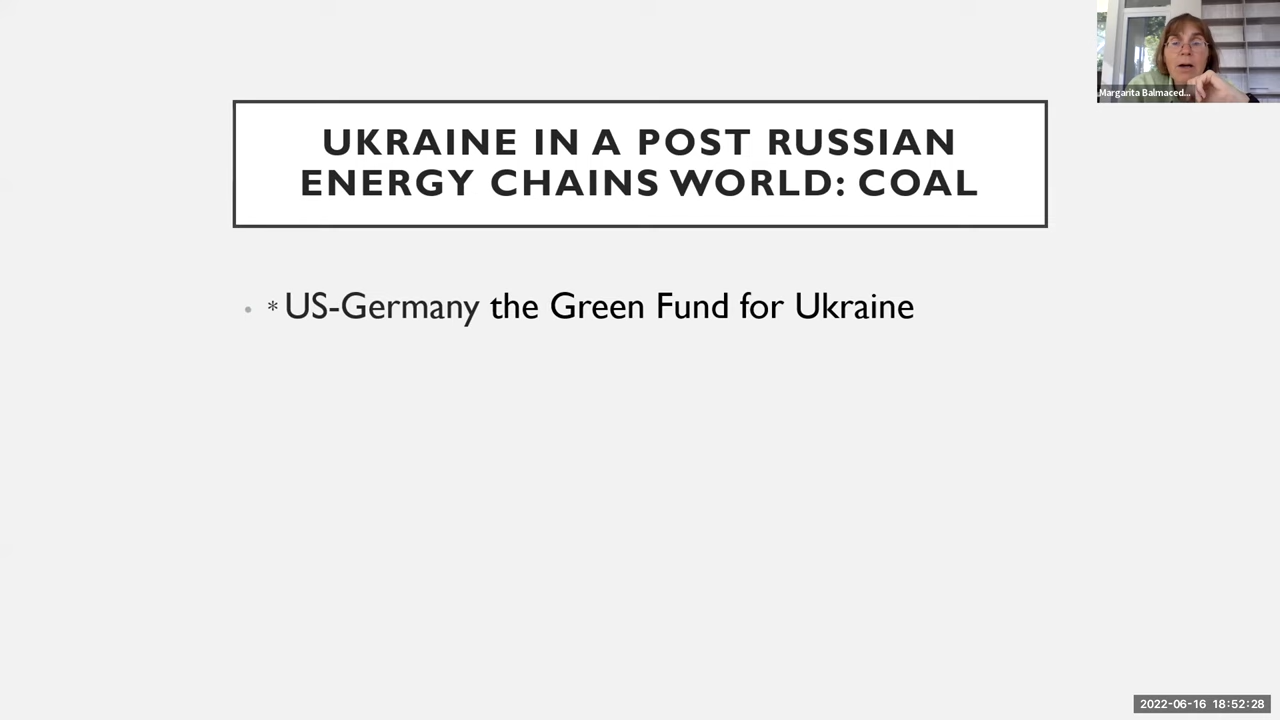 Margarita Balmaced...
UKRAINE IN A POST RUSSIAN
ENERGY CHAINS WORLD: COAL
• * US-Germany the Green Fund for Ukraine
2022-06-16 18:52:28